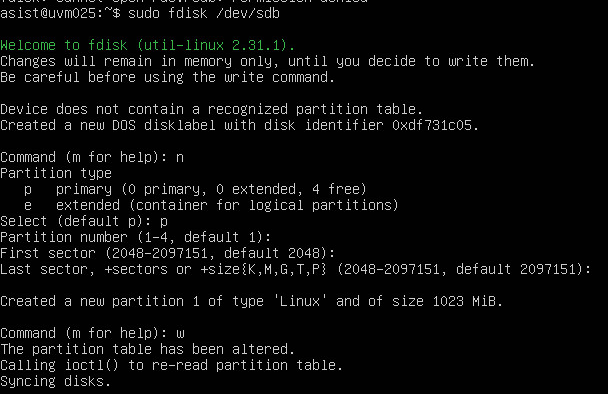 asist@uvm025:~$ sudo fdisk /dev/sdb
Welcome to fdisk (util-linux 2.31.1).
Changes will remain in memory only, until you decide to write them.
Be careful before using the write command.
Device does not contain a recognized partition table.
Created a new DOS disklabel with disk identifier 0xdf731c05.
Command (m for help): n
Partition type
   p   primary (0 primary, 0 extended, 4 free)
   e   extended (container for logical partitions)
Select (default p): p
Partition number (1-4, default 1):
First sector (2048-2097151, default 2048):
Last sector, +sectors or +size{K,M,G,T,P} (2048-2097151, default 2097151):
Created a new partition 1 of type 'Linux' and of size 1023 MiB.
Command (m for help): w
The partition table has been altered.
Calling ioctl() to re-read partition table.
Syncing disks.